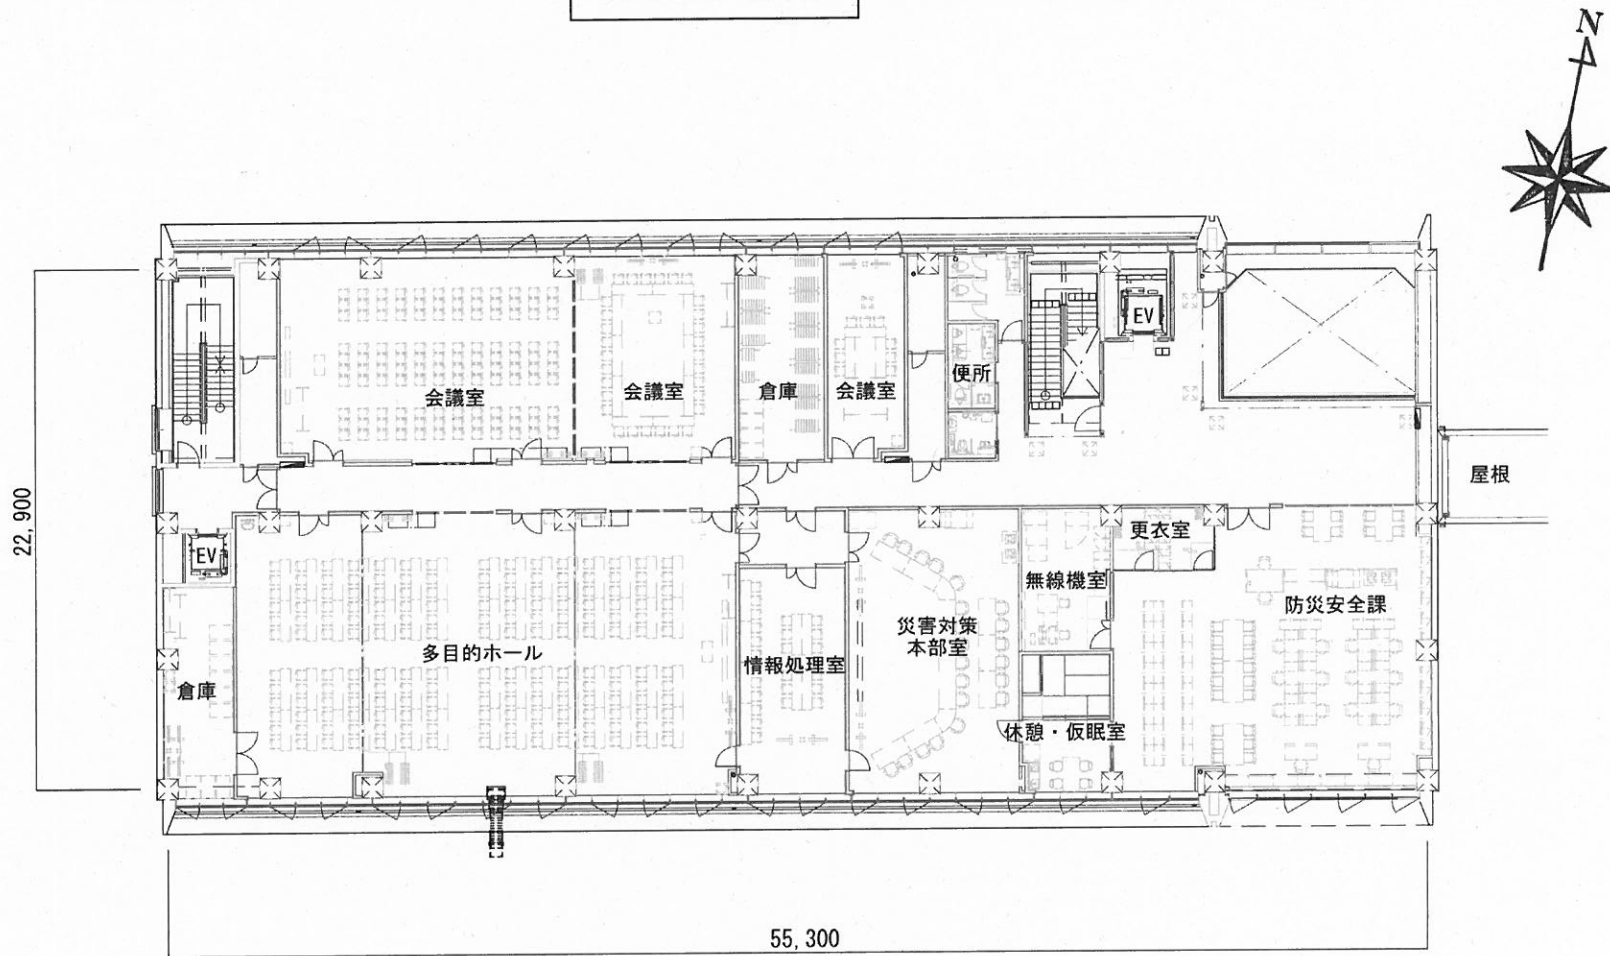 N
EV
会議室
会議室
倉庫
会議室
便所
屋根
22,900
EV
更衣室
無線機室
防災安全課
災害対策
本部室
多目的ホール
情報処理室
倉庫
休憩・仮眠室
55,300